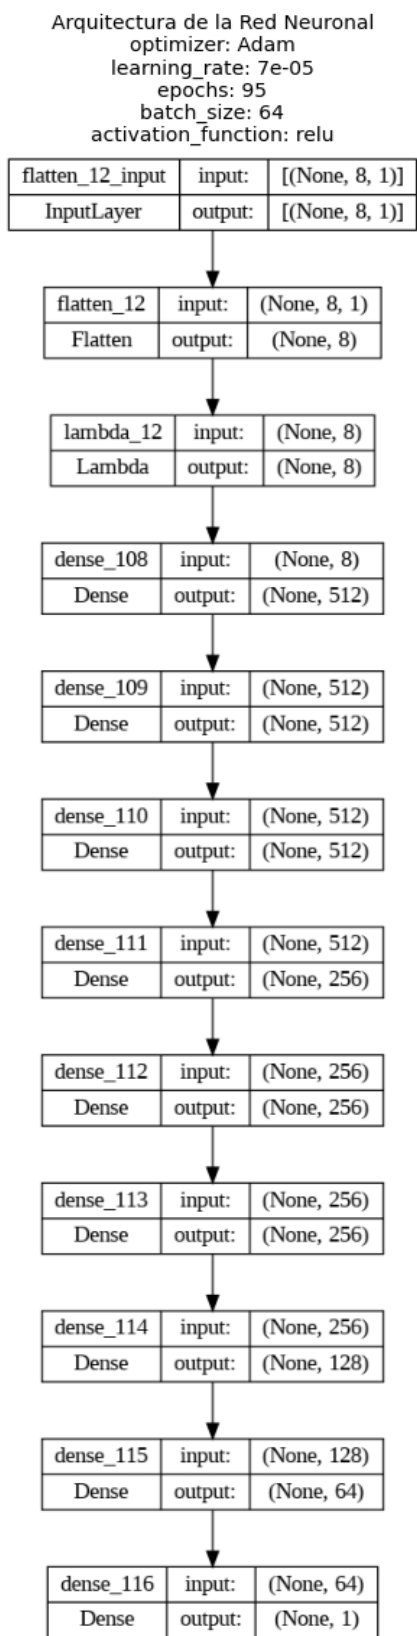 Arquitectura de la Red Neuronal
optimizer: Adam
learning_rate: 7e-05
epochs: 95
batch_size: 64
activation_function: relu
flatten_12_input input: [(None, 8, 1)]
InputLayer output: [(None, 8, 1)]
flatten_12 input: (None, 8, 1)
Flatten output: (None, 8)
lambda_12 input: (None, 8)
Lambda output: (None, 8)
dense_108 input: (None, 8)
Dense output: (None, 512)
dense_109 input: (None, 512)
Dense output: (None, 512)
dense_110 input: (None, 512)
Dense output: (None, 512)
dense_111 input: (None, 512)
Dense output: (None, 256)
dense_112 input: (None, 256)
Dense output: (None, 256)
dense_113 input: (None, 256)
Dense output: (None, 256)
dense_114 input: (None, 256)
Dense output: (None, 128)
dense_115 input: (None, 128)
Dense output: (None, 64)
dense_116 input: (None, 64)
Dense output: (None, 1)